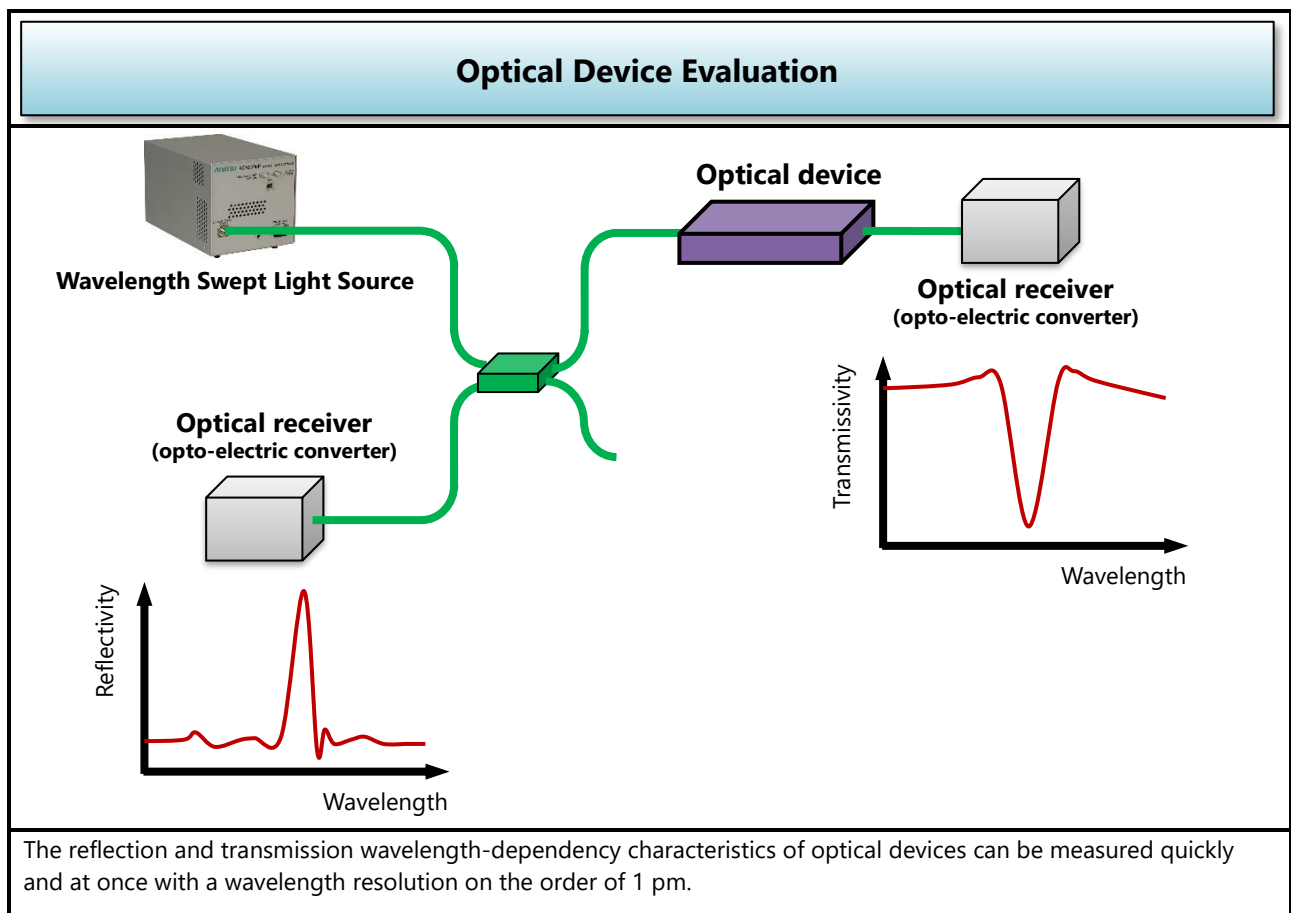 Optical Device Evaluation
Optical device
Wavelength Swept Light Source
Optical receiver
(opto-electric converter)
Transmissivity
Wavelength
Optical receiver
(opto-electric converter)
Reflectivity
Wavelength
The reflection and transmission wavelength-dependency characteristics of optical devices can be measured quickly
and at once with a wavelength resolution on the order of 1 pm.